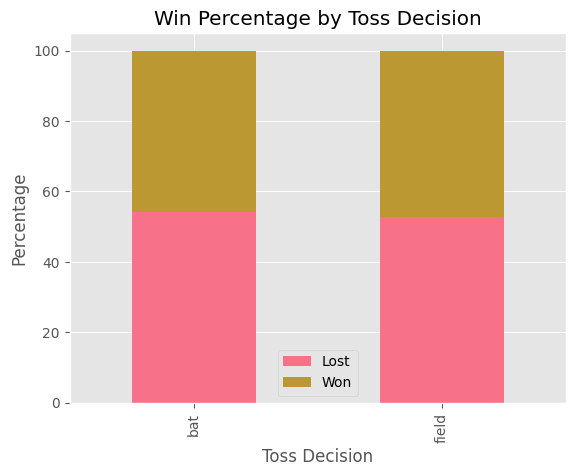 Win Percentage by Toss Decision
100
80
60
40
20
0
Percentage
Lost
Won
bat
field
Toss Decision